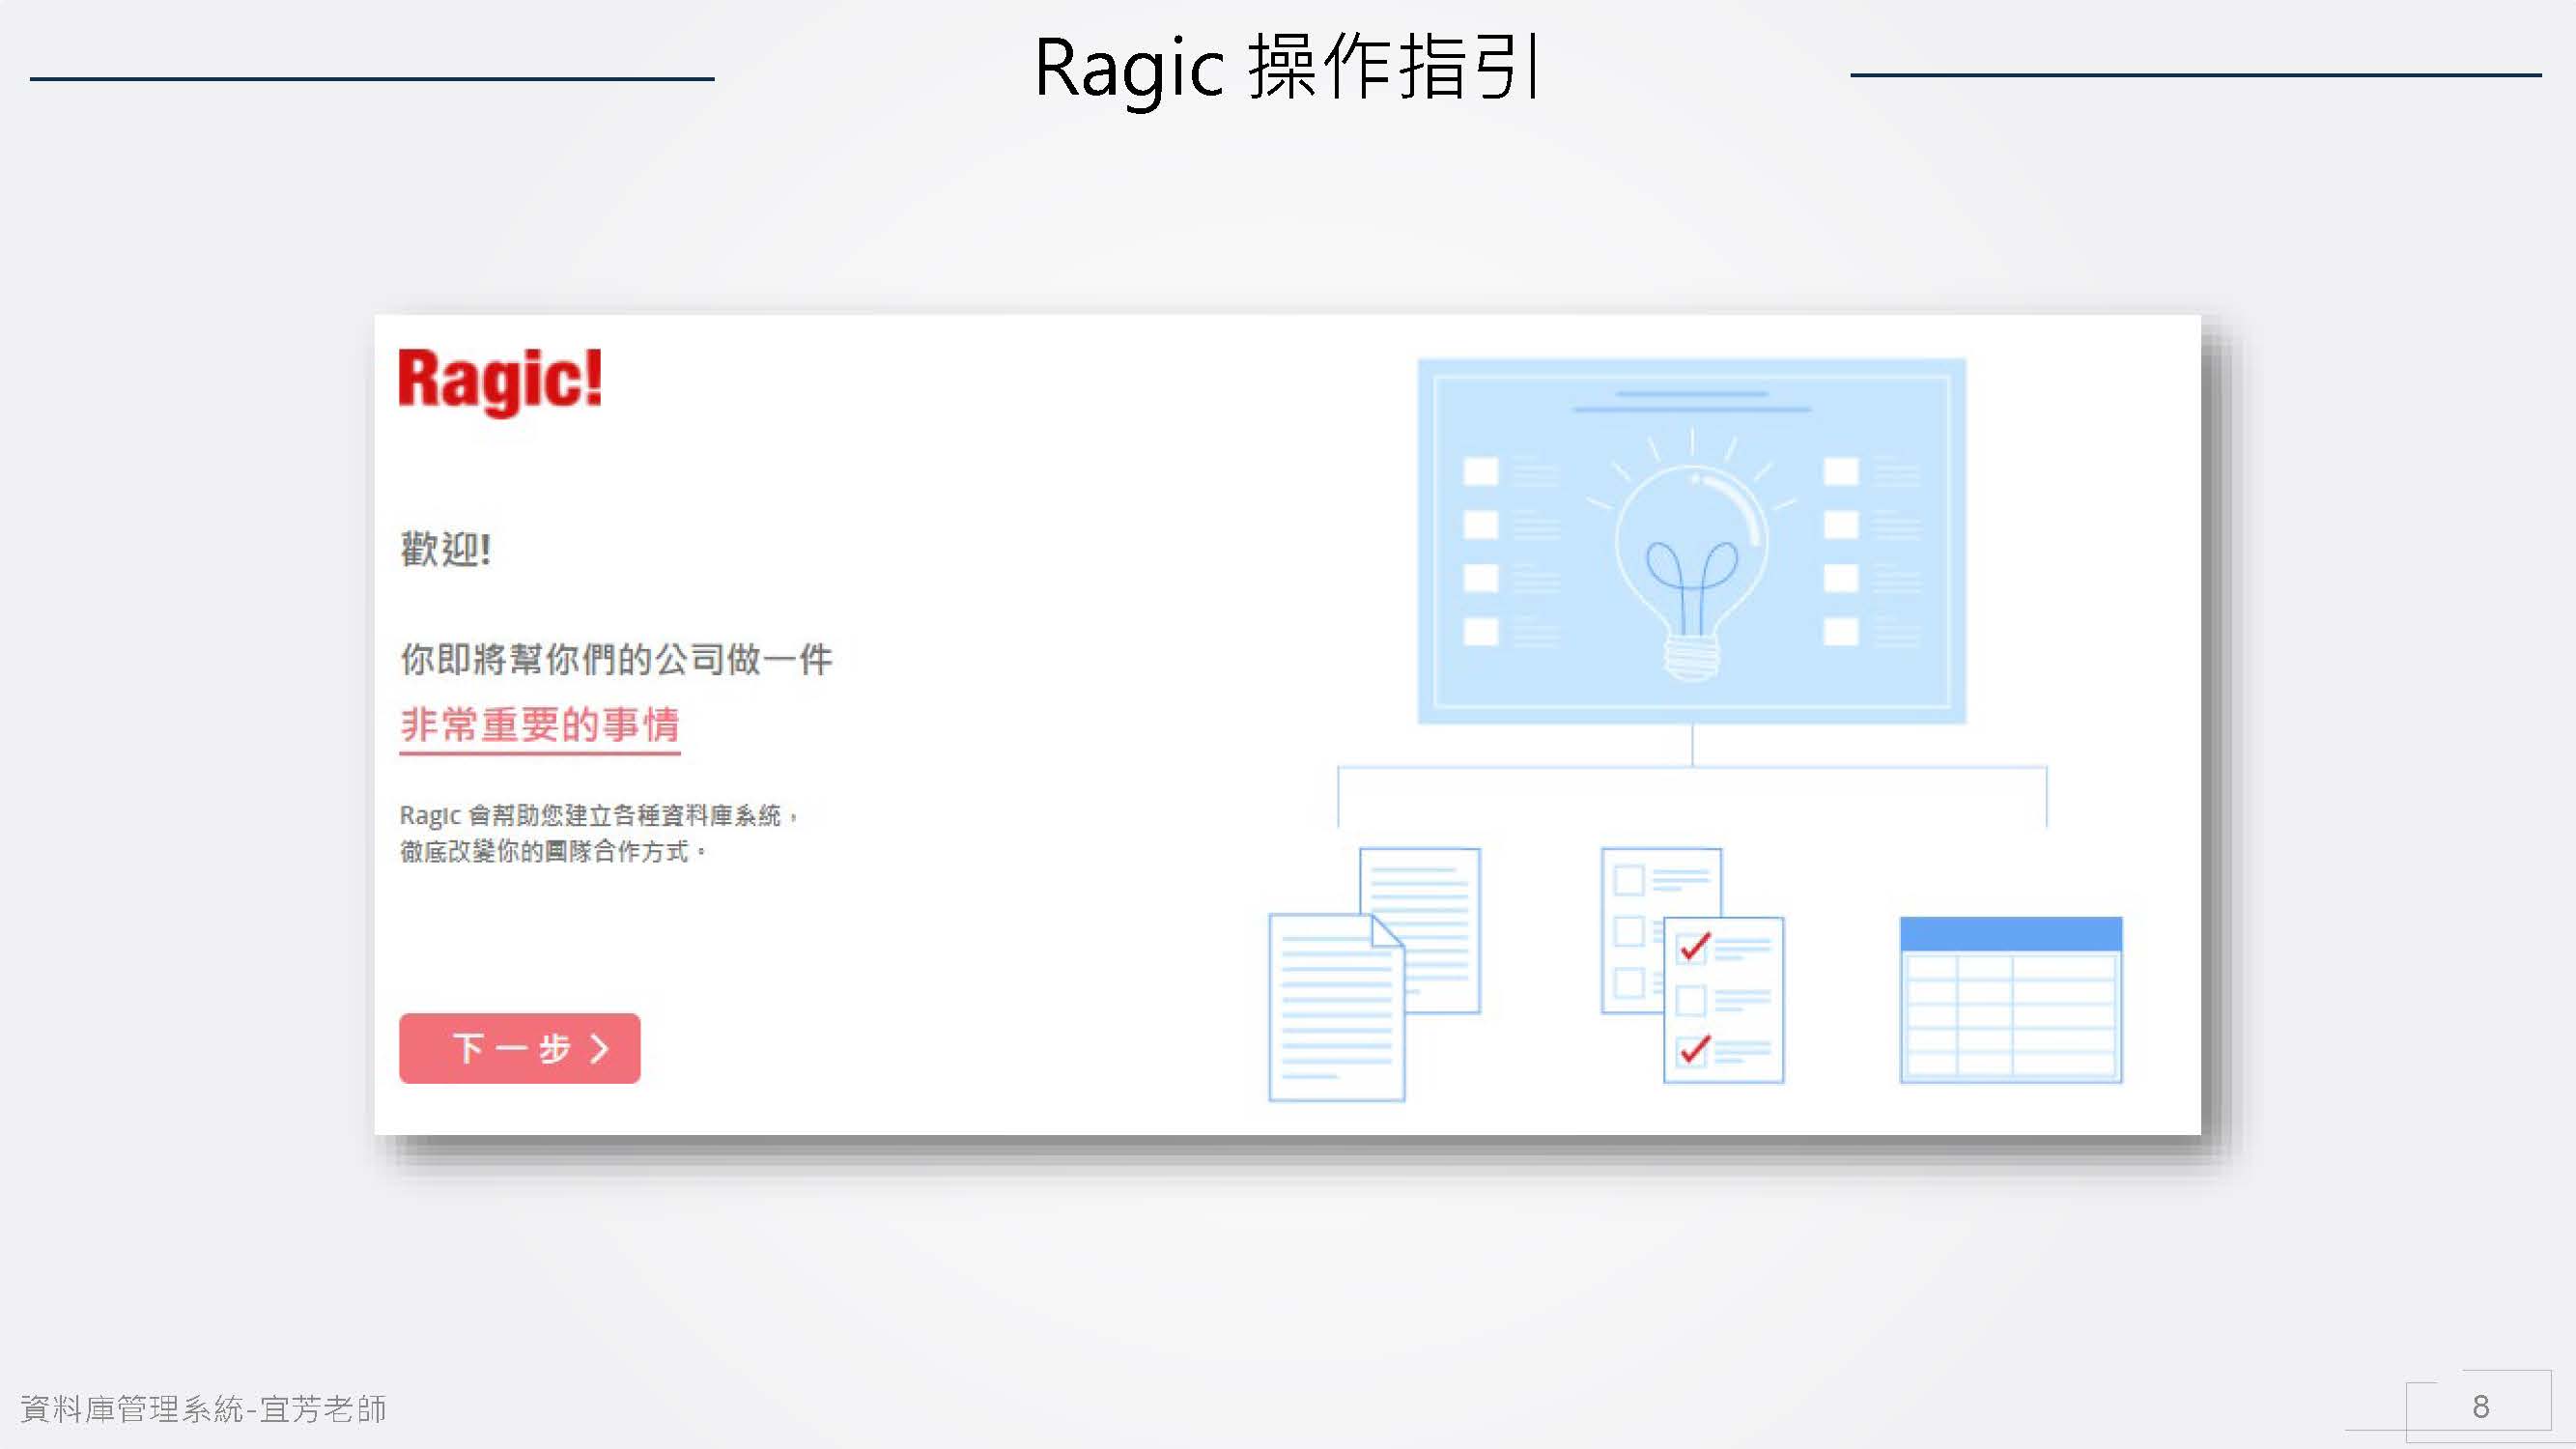 Ragic 操作指引
Ragic!
歡迎!
你即將幫你們的公司做一件
非常重要的事情
Ragic 會幫助您建立各種資料庫系統，
徹底改變你的團隊合作方式。
下一步
資料庫管理系統-宜芳老師
8